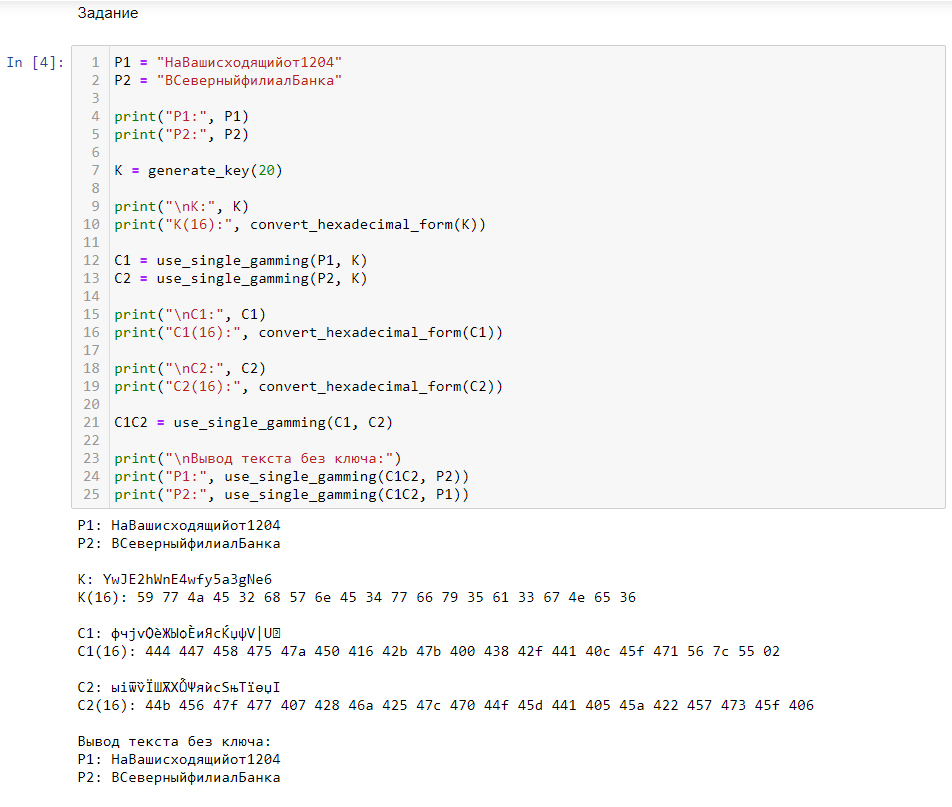 Задание
In [4]:
1 P1 = "НаВашисходящийот1204"
2 P2 = "ВСеверныйфилиалБанка"
3
4 print("P1:", P1)
5 print("P2:", P2)
6
7 K = generate_key(20)
8
9 print("\nK:", K)
10 print("K(16):", convert_hexadecimal_form(K))
11
12 C1 = use_single_gamming(P1, K)
13 C2 = use_single_gamming(P2, K)
14
15 print("\nC1:", C1)
16 print("C1(16):", convert_hexadecimal_form(C1))
17
18 print("\nC2:", C2)
19 print("C2(16):", convert_hexadecimal_form(C2))
20
21 C1C2 = use_single_gamming(C1, C2)
22
23 print("\nВывод текста без ключа:")
24 print("P1:", use_single_gamming(C1C2, P2))
25 print("P2:", use_single_gamming(C1C2, P1))
P1: НаВашисходящийот1204
P2: ВСеверныйфилиалБанка
K: YwJE2hWnE4wfy5a3gNe6
K(16): 59 77 4a 45 32 68 57 6e 45 34 77 66 79 35 61 33 67 4e 65 36
C1:
C1(16): 444 447 458 475 47a 450 416 42b 47b 400 438 42f 441 40c 45f 471 56 7c 55 02
C2:
C2(16): 44b 456 47f 477 407 428 46a 425 47c 470 44f 45d 441 405 45a 422 457 473 45f 406
Вывод текста без ключа:
P1: НаВашисходящийот1204
P2: ВСеверныйфилиалБанка